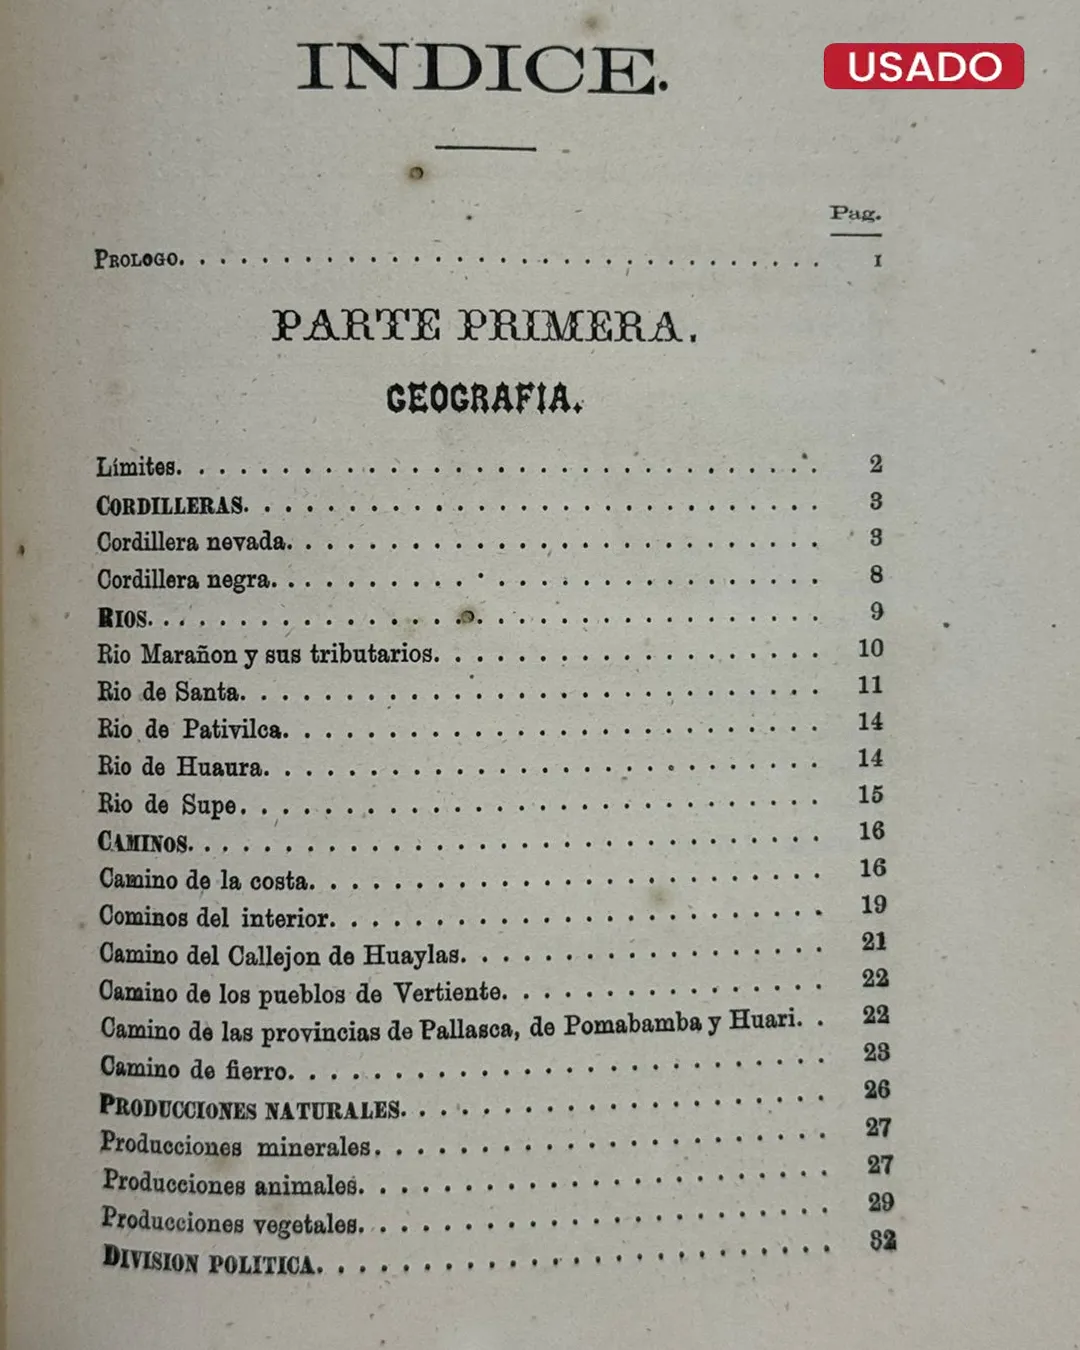 INDICE.
USADO
Pag.
PROLOGO. . . . . . . . . . . . . . . . . . . . . . . . . . . . . . I
PARTE PRIMERA.
GEOGRAFIA.
Límites. . . . . . . . . . . . . . . . . . . . . . . . . . . . . . 2
CORDILLERAS. . . . . . . . . . . . . . . . . . . . . . . . . . . 3
Cordillera nevada. . . . . . . . . . . . . . . . . . . . . . . . . 3
Cordillera negra. . . . . . . . . . . . . . . . . . . . . . . . . . 8
RIOS. . . . . . . . . . . . . . . . . . . . . . . . . . . . . . . . 9
Rio Marañon y sus tributarios. . . . . . . . . . . . . . . . . . . 10
Rio de Santa. . . . . . . . . . . . . . . . . . . . . . . . . . . . 11
Rio de Pativilca. . . . . . . . . . . . . . . . . . . . . . . . . . 14
Rio de Huaura. . . . . . . . . . . . . . . . . . . . . . . . . . . 14
Rio de Supe. . . . . . . . . . . . . . . . . . . . . . . . . . . . 15
CAMINOS. . . . . . . . . . . . . . . . . . . . . . . . . . . . . . 16
Camino de la costa. . . . . . . . . . . . . . . . . . . . . . . . . 16
Cominos del interior. . . . . . . . . . . . . . . . . . . . . . . . 19
Camino del Callejon de Huaylas. . . . . . . . . . . . . . . . . . 21
Camino de los pueblos de Vertiente. . . . . . . . . . . . . . . . 22
Camino de las provincias de Pallasca, de Pomabamba y Huari. . 22
Camino de fierro. . . . . . . . . . . . . . . . . . . . . . . . . . 23
PRODUCCIONES NATURALES. . . . . . . . . . . . . . . . . . . . . 26
Producciones minerales. . . . . . . . . . . . . . . . . . . . . . 27
Producciones animales. . . . . . . . . . . . . . . . . . . . . . . 27
Producciones vegetales. . . . . . . . . . . . . . . . . . . . . . . 29
DIVISION POLITICA. . . . . . . . . . . . . . . . . . . . . . . . . 32